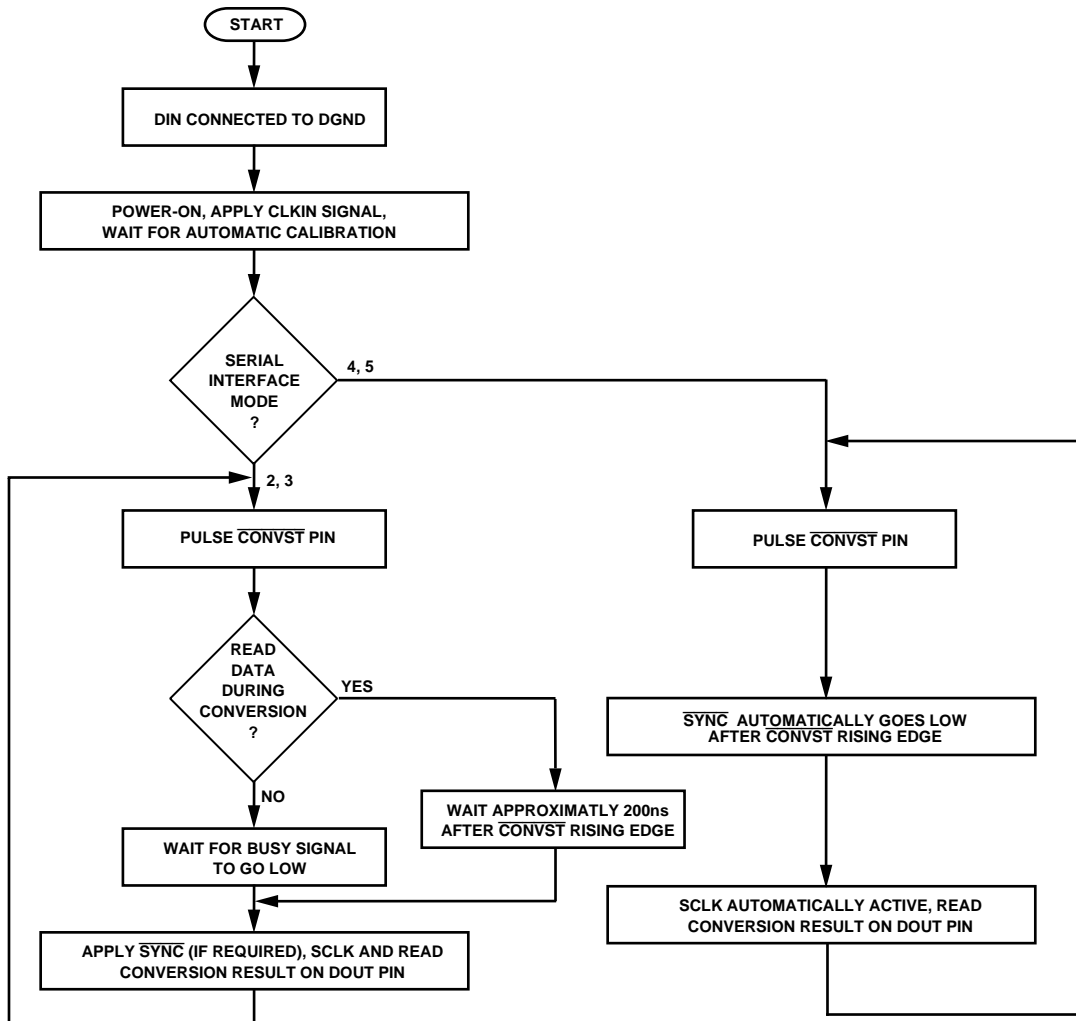 START
DIN CONNECTED TO DGND
POWER-ON, APPLY CLKIN SIGNAL,
WAIT FOR AUTOMATIC CALIBRATION
SERIAL
INTERFACE
MODE
?
4, 5
2, 3
PULSE CONVST PIN
READ
DATA
DURING
CONVERSION
?
YES
NO
WAIT APPROXIMATLY 200ns
AFTER CONVST RISING EDGE
WAIT FOR BUSY SIGNAL
TO GO LOW
APPLY SYNC (IF REQUIRED), SCLK AND READ
CONVERSION RESULT ON DOUT PIN
PULSE CONVST PIN
SYNC AUTOMATICALLY GOES LOW
AFTER CONVST RISING EDGE
SCLK AUTOMATICALLY ACTIVE, READ
CONVERSION RESULT ON DOUT PIN